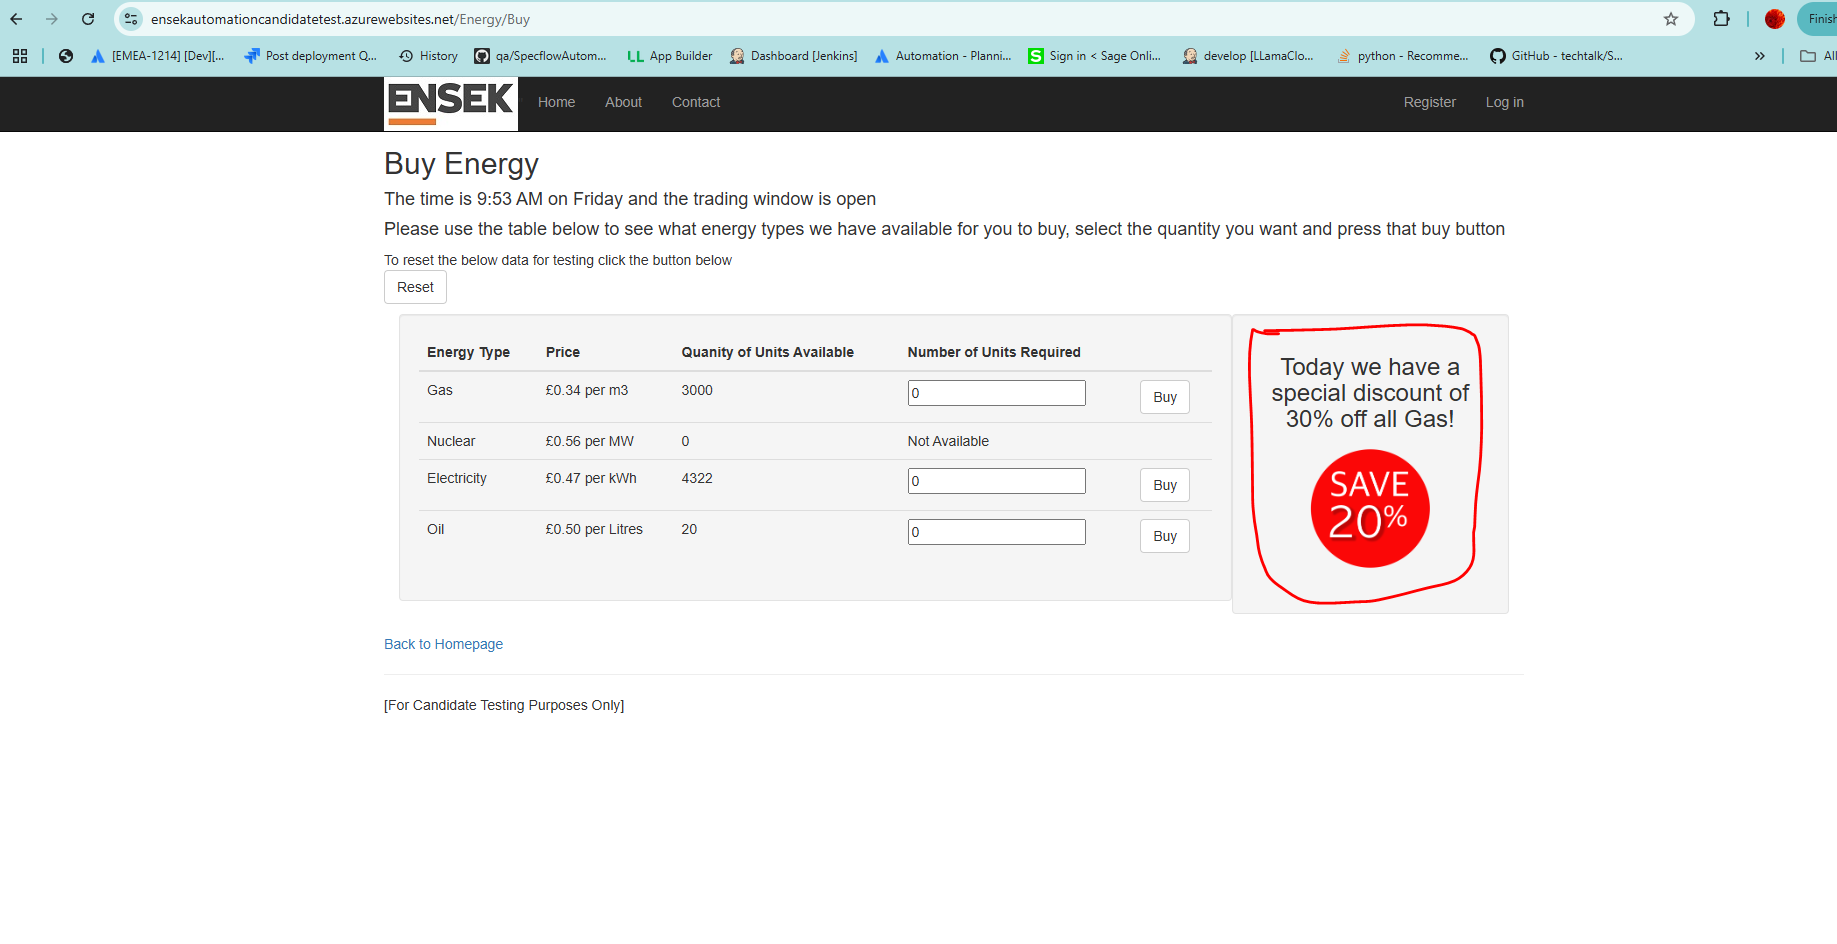 ensekautomationcandidatetest.azurewebsites.net/Energy/Buy
Finish
[EMEA-1214] [Dev][... Post deployment Q... History qa/SpecflowAutom... LL App Builder Dashboard [Jenkins] Automation - Planni... S Sign in < Sage Onli... develop [LLamaClo... python - Recomme... GitHub - techtalk/S... » All
ENSEK Home About Contact Register Log in
Buy Energy
The time is 9:53 AM on Friday and the trading window is open
Please use the table below to see what energy types we have available for you to buy, select the quantity you want and press that buy button
To reset the below data for testing click the button below
Reset
Energy Type Price Quanity of Units Available Number of Units Required
Gas £0.34 per m3 3000 0 Buy
Nuclear £0.56 per MW 0 Not Available
Electricity £0.47 per kWh 4322 0 Buy
Oil £0.50 per Litres 20 0 Buy
Today we have a
special discount of
30% off all Gas!
SAVE
20%
Back to Homepage
[For Candidate Testing Purposes Only]